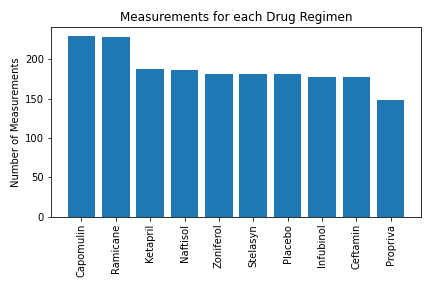 Measurements for each Drug Regimen
Number of Measurements
200
150
100
50
0
Capomulin
Ramicane
Ketapril
Naftisol
Zoniferol
Stelasyn
Placebo
Infubinol
Ceftamin
Propriva